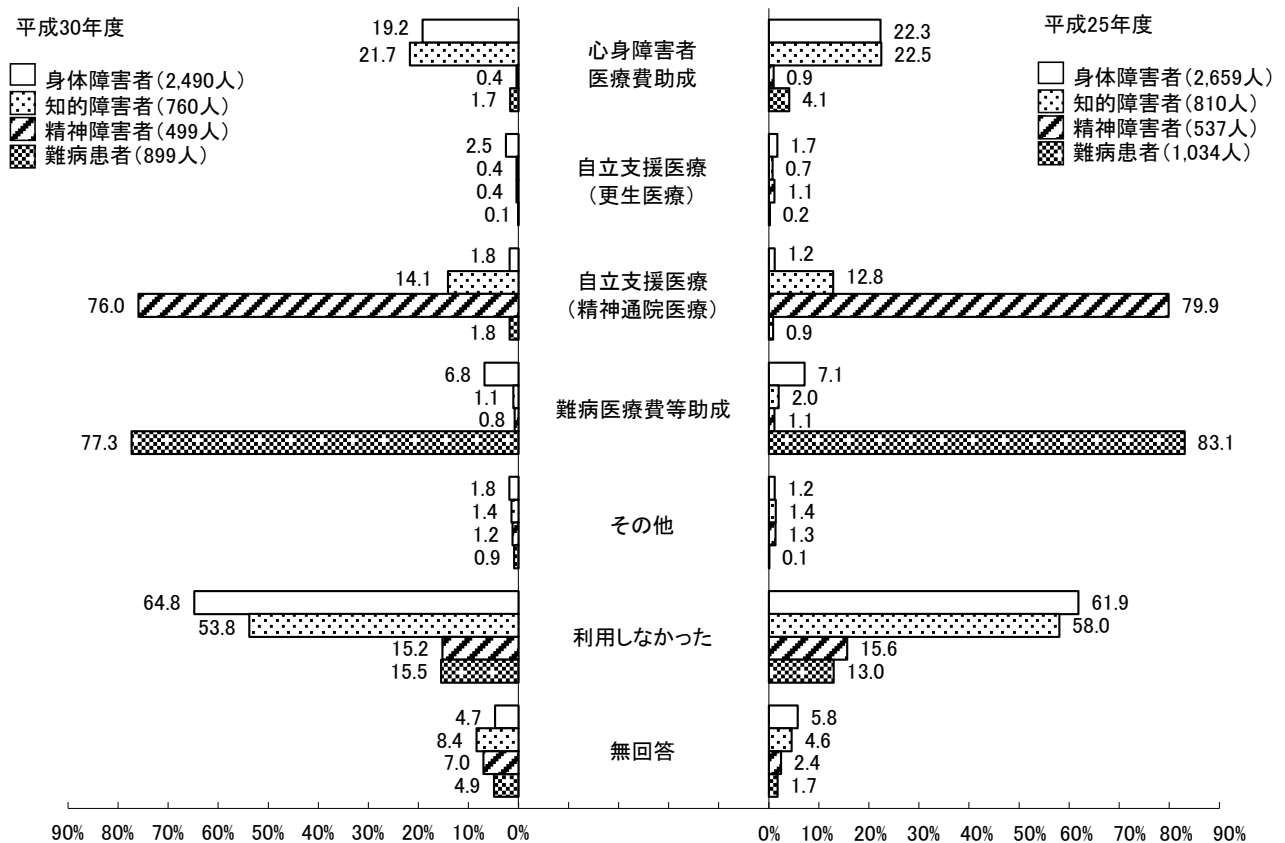 平成30年度
身体障害者(2,490人)
知的障害者(760人)
精神障害者(499人)
難病患者(899人)
平成25年度
身体障害者(2,659人)
知的障害者(810人)
精神障害者(537人)
難病患者(1,034人)
心身障害者
医療費助成
19.2
21.7
0.4
1.7
22.3
22.5
0.9
4.1
自立支援医療
(更生医療)
2.5
0.4
0.4
0.1
1.7
0.7
1.1
0.2
自立支援医療
(精神通院医療)
1.8
14.1
76.0
1.8
1.2
12.8
79.9
0.9
難病医療費等助成
6.8
1.1
0.8
77.3
7.1
2.0
1.1
83.1
その他
1.8
1.4
1.2
0.9
1.2
1.4
1.3
0.1
利用しなかった
64.8
53.8
15.2
15.5
61.9
58.0
15.6
13.0
無回答
4.7
8.4
7.0
4.9
5.8
4.6
2.4
1.7
90% 80% 70% 60% 50% 40% 30% 20% 10% 0%
0% 10% 20% 30% 40% 50% 60% 70% 80% 90%